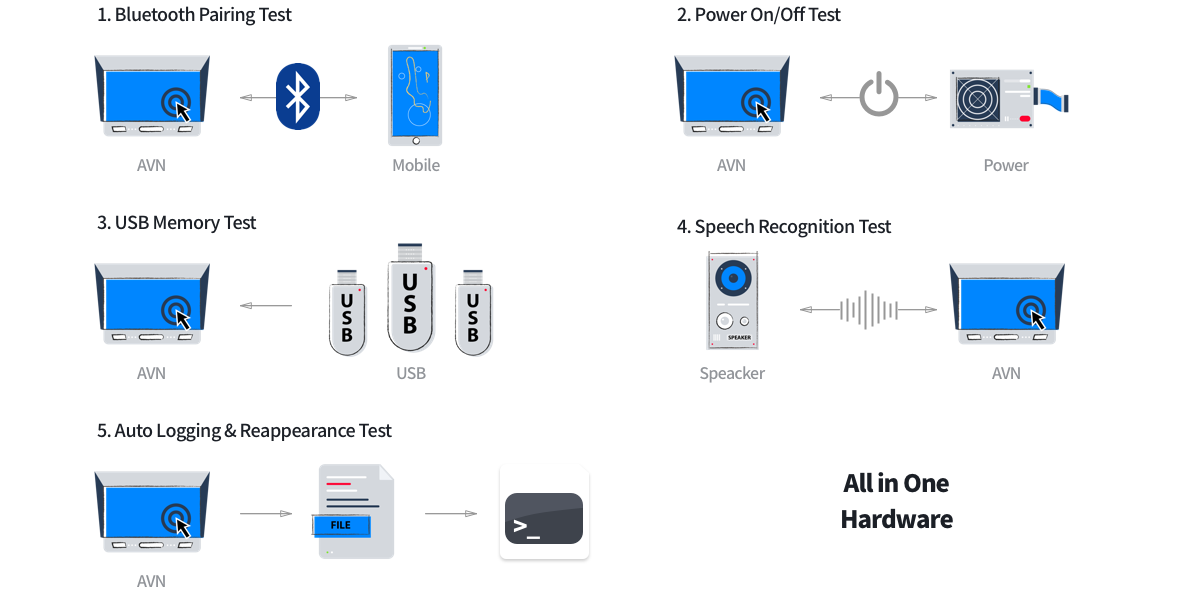 1. Bluetooth Pairing Test
AVN
Mobile
2. Power On/Off Test
AVN
Power
3. USB Memory Test
USB
USB
USB
AVN
USB
4. Speech Recognition Test
SPEAKER
Speacker
AVN
5. Auto Logging & Reappearance Test
FILE
>_
AVN
All in One
Hardware